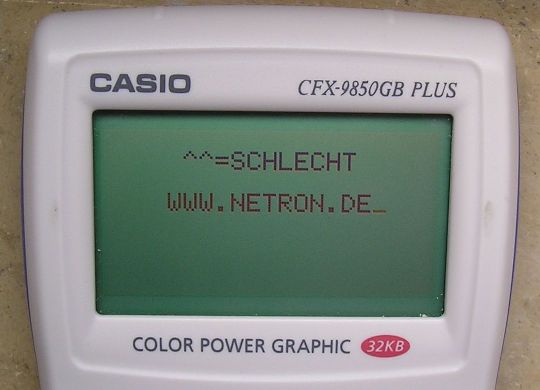 CASIO CFX-9850GB PLUS
^^=SCHLECHT
WWW.NETRON.DE_
COLOR POWER GRAPHIC 32KB